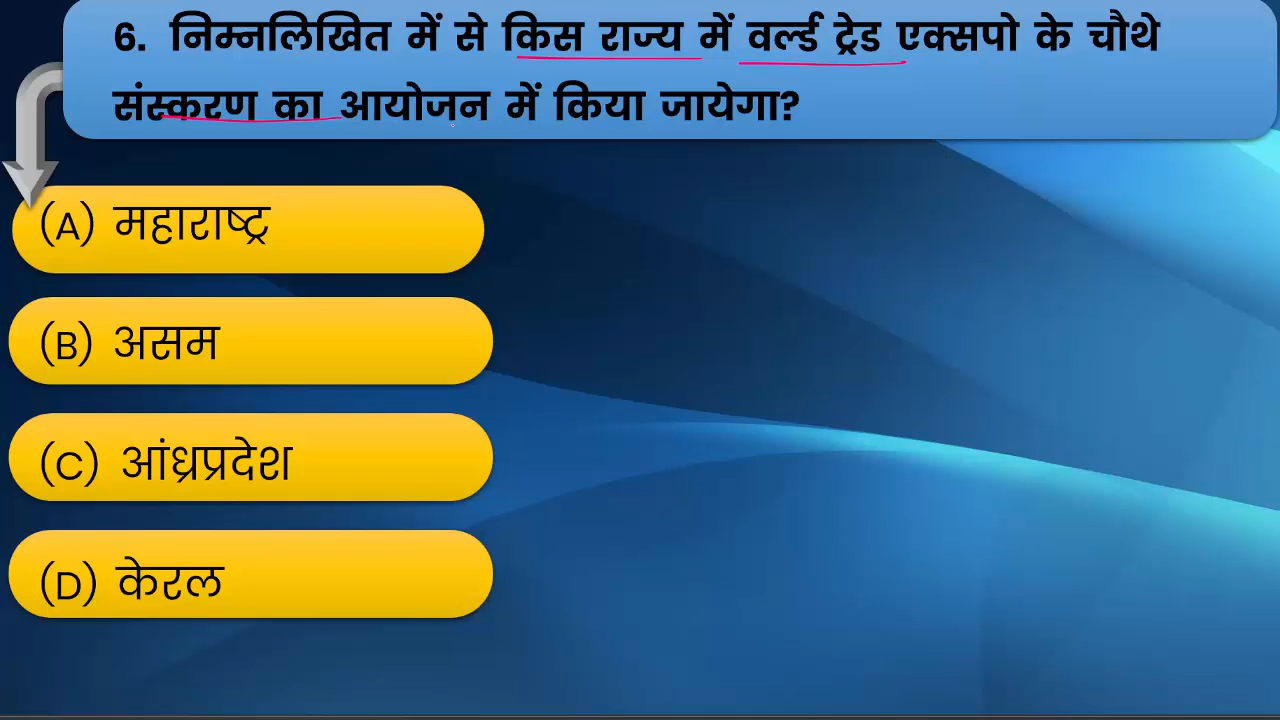 6. निम्नलिखित में से किस राज्य में वर्ल्ड ट्रेड एक्सपो के चौथे
संस्करण का आयोजन में किया जायेगा?
(A) महाराष्ट्र
(B) असम
(C) आंध्रप्रदेश
(D) केरल